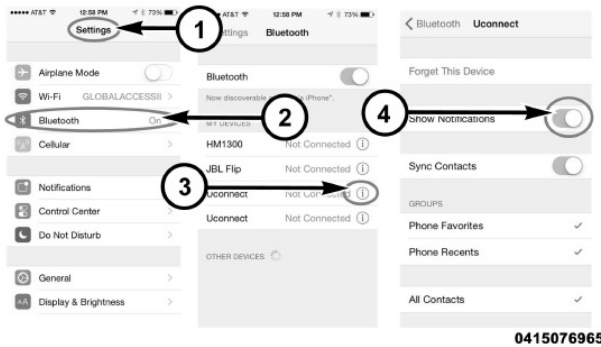 AT&T 12:58 PM 73%
Settings
1
Airplane Mode
Wi-Fi GLOBALACCESSII
Bluetooth On
Cellular
Notifications
Control Center
Do Not Disturb
General
Display & Brightness
AT&T 12:58 PM 73%
Settings Bluetooth
Bluetooth
Now discoverable iPhone".
2
MY DEVICES
HM1300 Not Connected
JBL Flip Not Connected
3
Uconnect Not Connected
Uconnect Not Connected
OTHER DEVICES
Bluetooth Uconnect
Forget This Device
4
Show Notifications
Sync Contacts
GROUPS
Phone Favorites
Phone Recents
All Contacts
0415076965